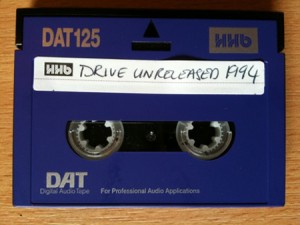 DAT125
HHb
HHb DRIVE UNRELEASED F194
DAT
Digital Audio Tape
For Professional Audio Applications